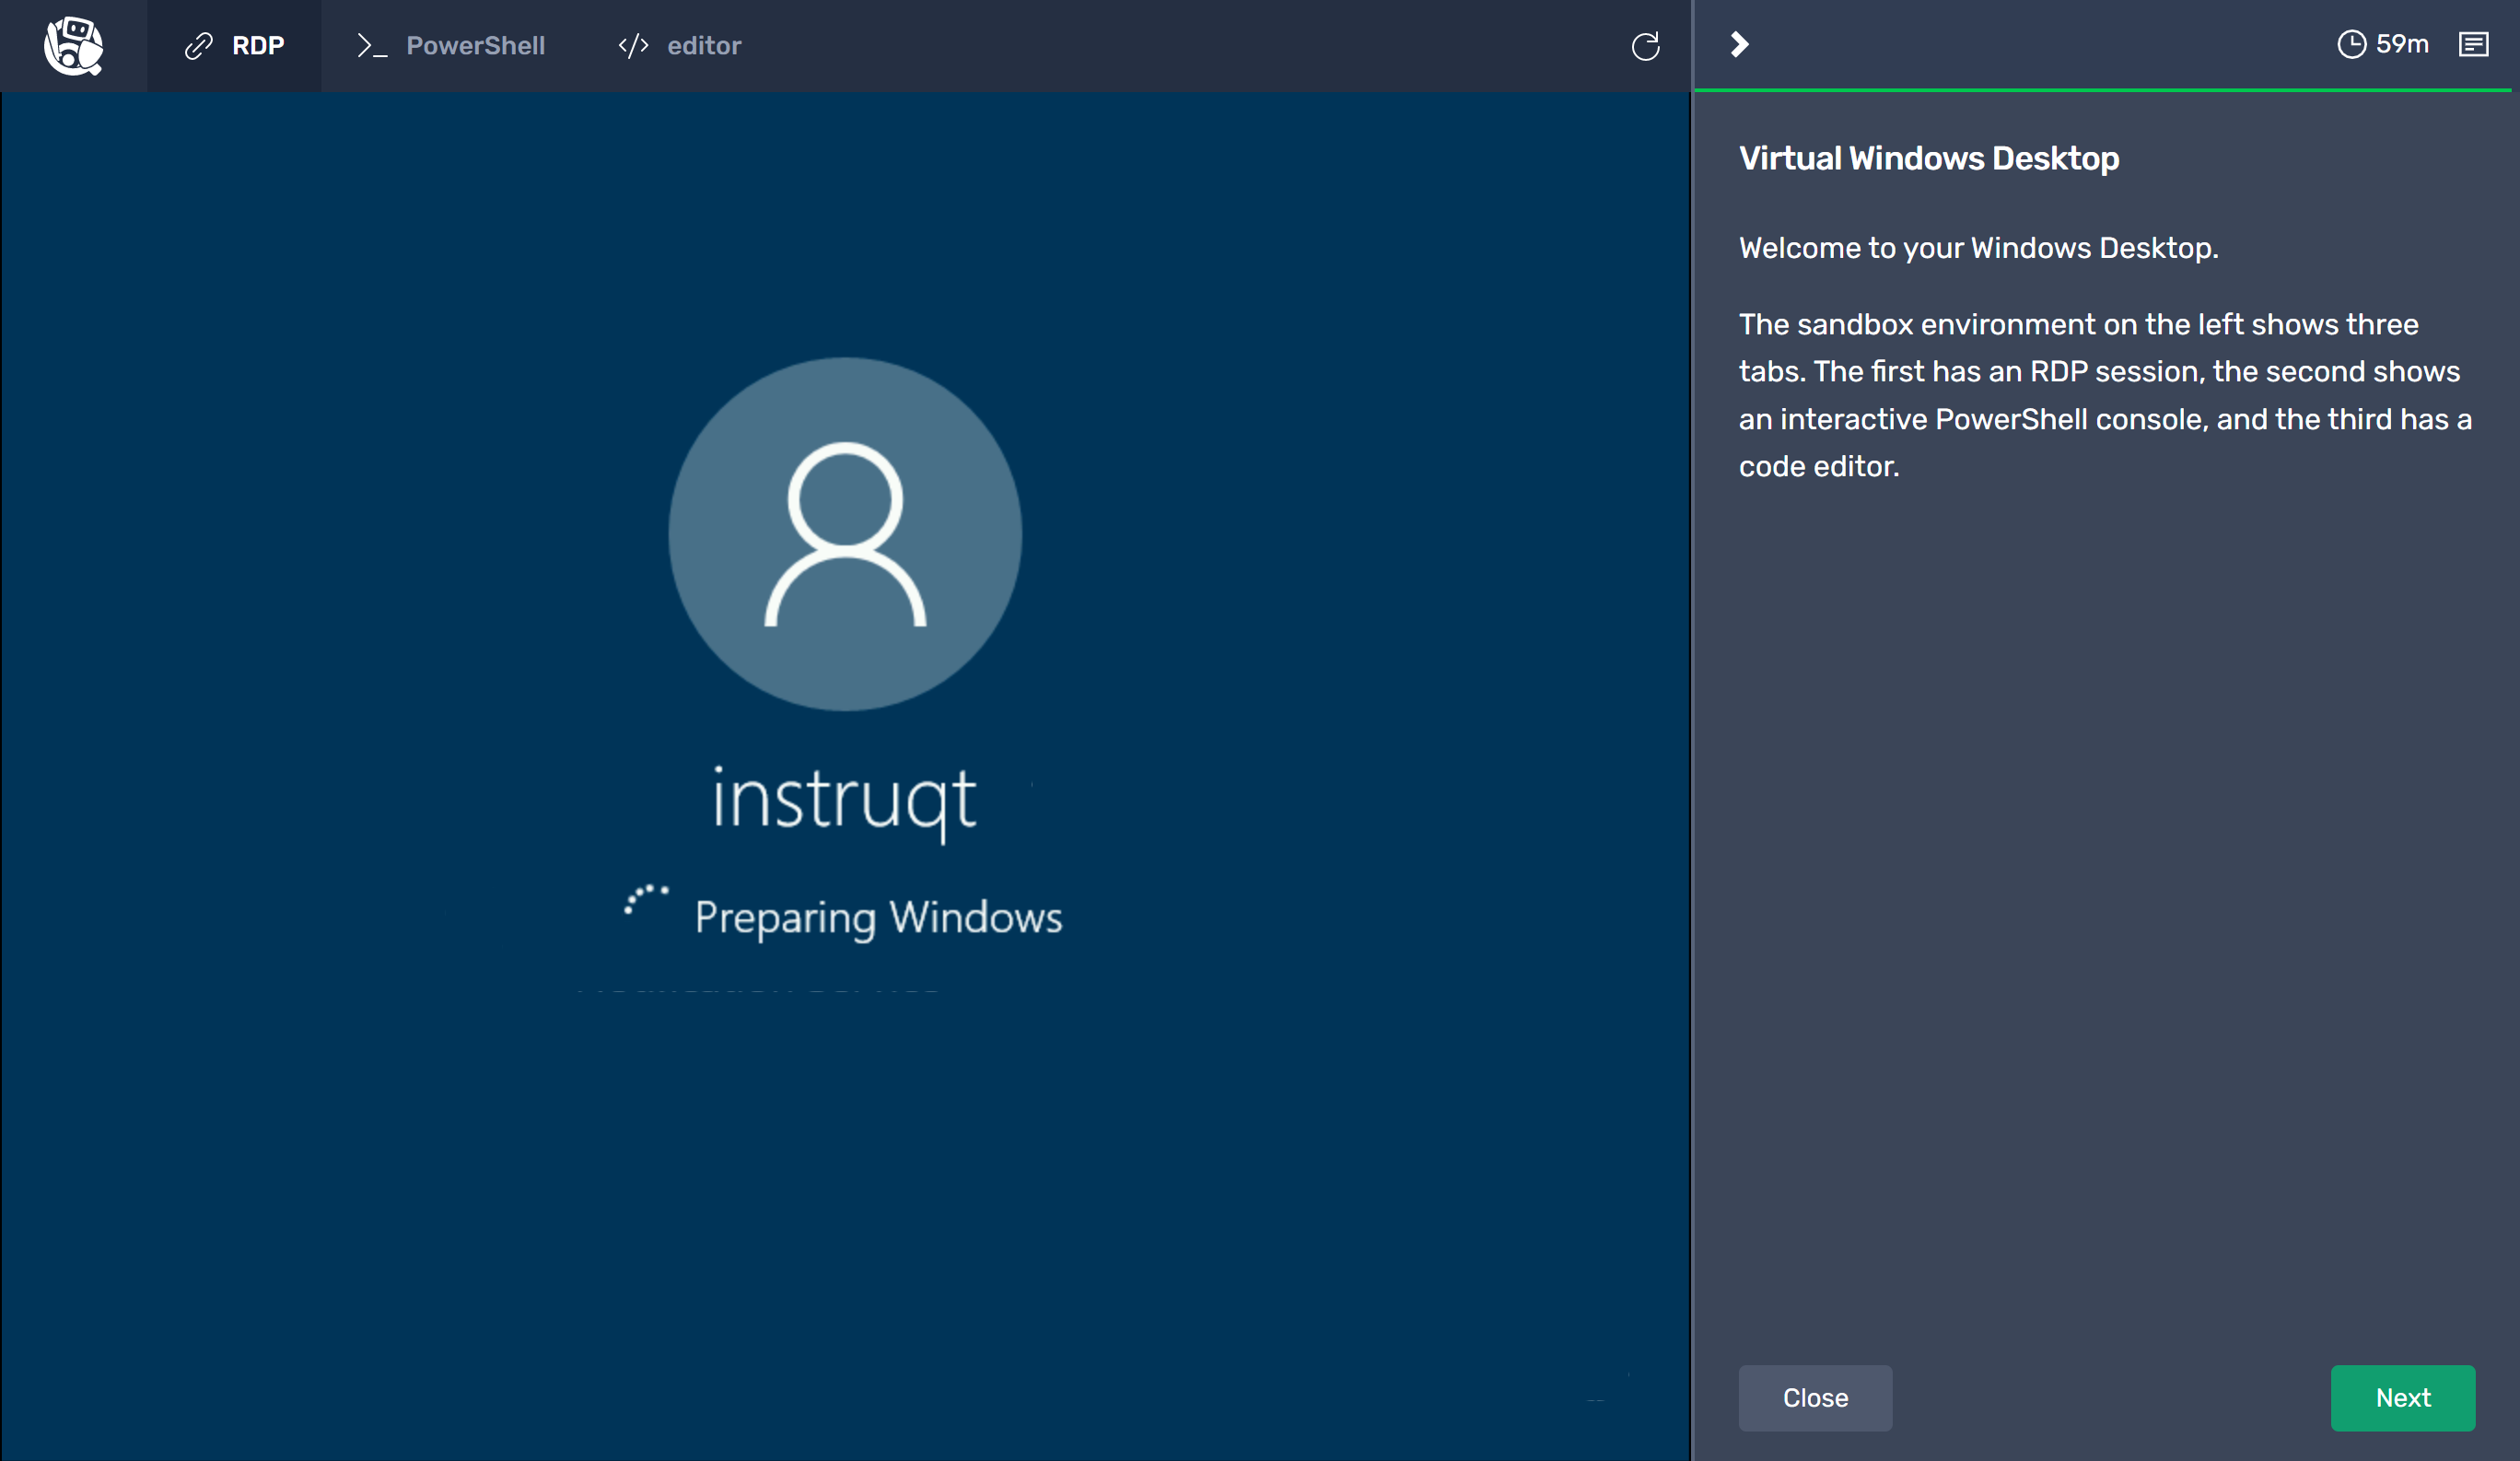 RDP
PowerShell
editor
59m
Virtual Windows Desktop
Welcome to your Windows Desktop.
The sandbox environment on the left shows three
tabs. The first has an RDP session, the second shows
an interactive PowerShell console, and the third has a
code editor.
instruqt
Preparing Windows
Close
Next